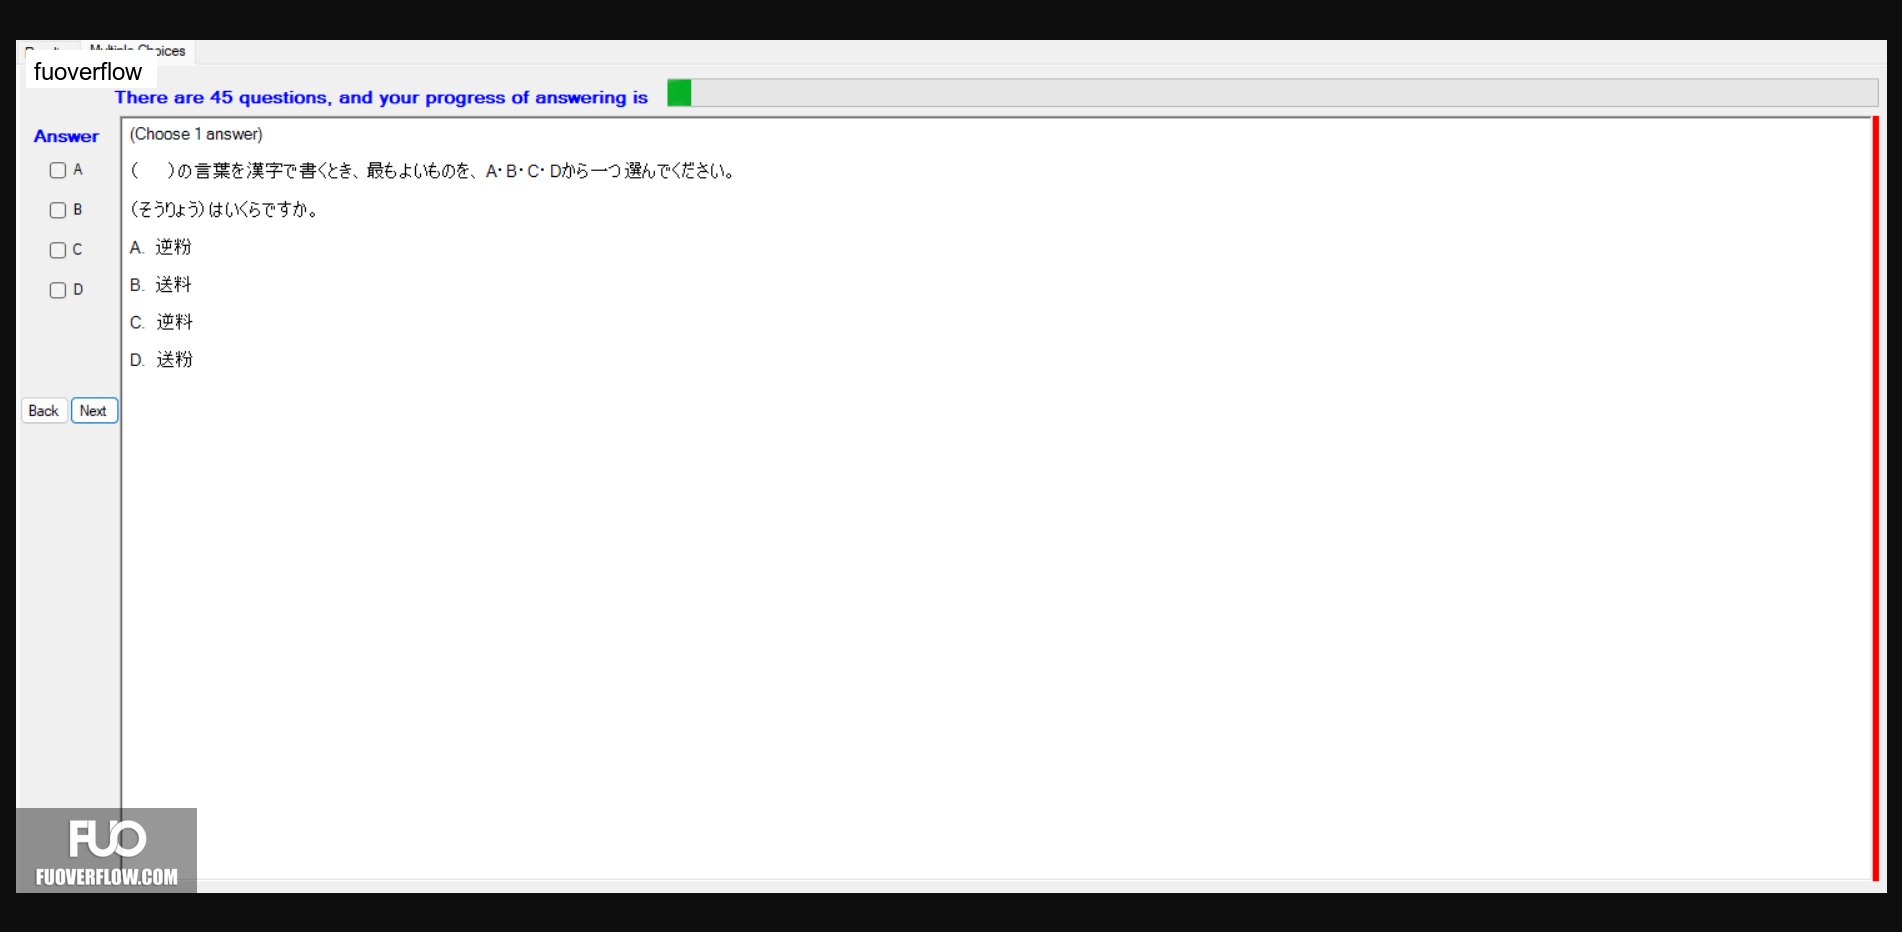 Multiple Choices
fuoverflow
There are 45 questions, and your progress of answering is
Answer
(Choose 1 answer)
A
( )の言葉を漢字で書くとき、最もよいものを、A・B・C・Dから一つ選んでください。
B
(そうりょう)はいくらですか。
C
A. 逆粉
D
B. 送料
C. 逆料
D. 送粉
Back
Next
FUO
FUOVERFLOW.COM